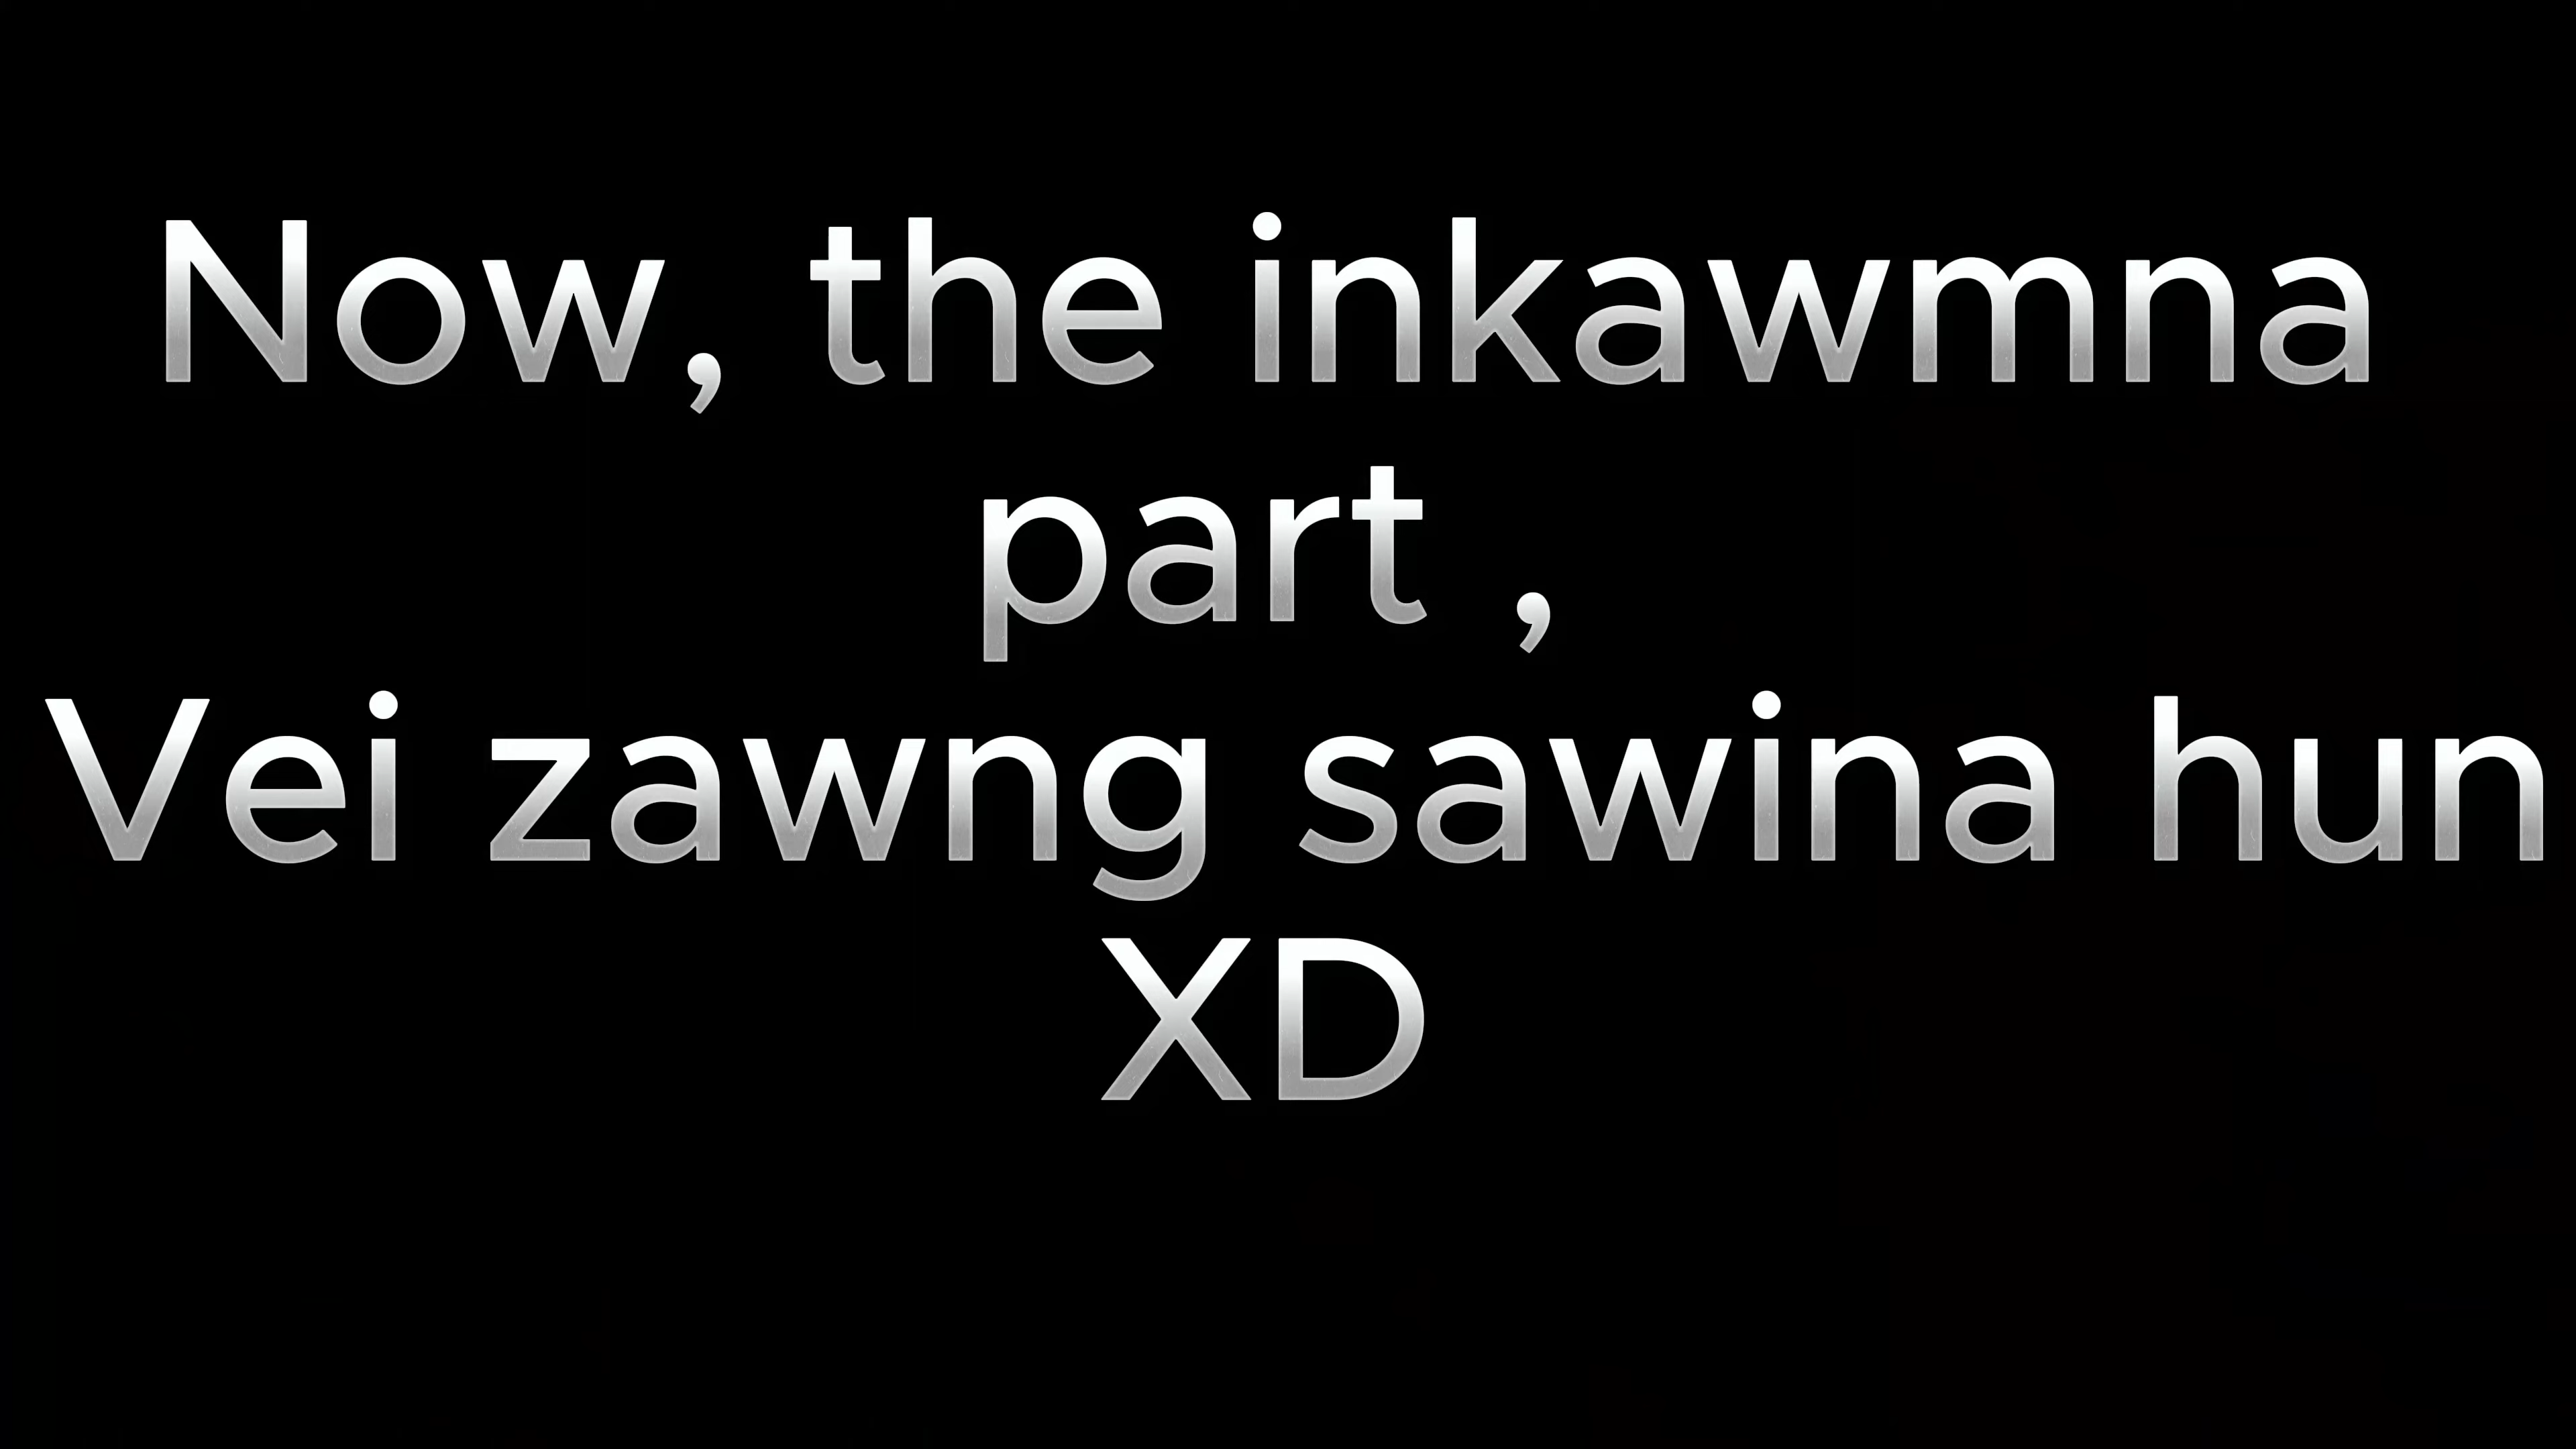 Now, the inkawmna
part ,
Vei zawng sawina hun
XD